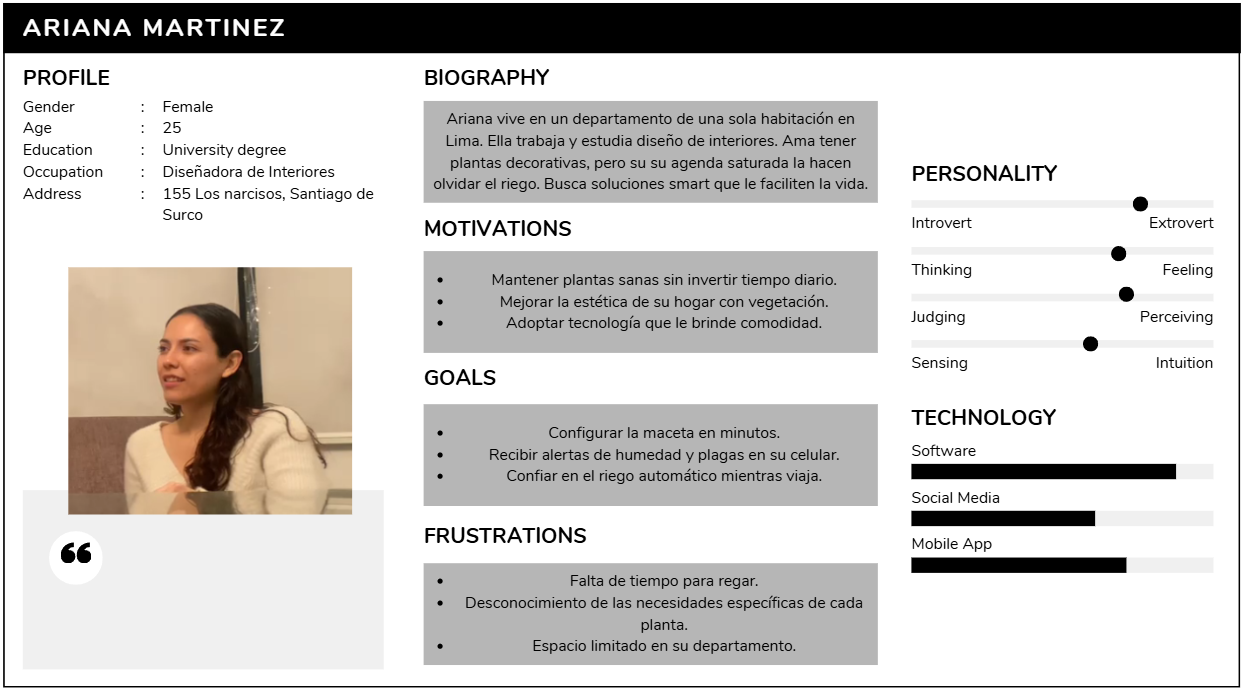 ARIANA MARTINEZ
PROFILE
Gender : Female
Age : 25
Education : University degree
Occupation : Diseñadora de Interiores
Address : 155 Los narcisos, Santiago de
Surco
❝
BIOGRAPHY
Ariana vive en un departamento de una sola habitación en
Lima. Ella trabaja y estudia diseño de interiores. Ama tener
plantas decorativas, pero su su agenda saturada la hacen
olvidar el riego. Busca soluciones smart que le faciliten la vida.
MOTIVATIONS
• Mantener plantas sanas sin invertir tiempo diario.
• Mejorar la estética de su hogar con vegetación.
• Adoptar tecnología que le brinde comodidad.
GOALS
• Configurar la maceta en minutos.
• Recibir alertas de humedad y plagas en su celular.
• Confiar en el riego automático mientras viaja.
FRUSTRATIONS
• Falta de tiempo para regar.
• Desconocimiento de las necesidades específicas de cada
planta.
• Espacio limitado en su departamento.
PERSONALITY
Introvert Extrovert
Thinking Feeling
Judging Perceiving
Sensing Intuition
TECHNOLOGY
Software
Social Media
Mobile App